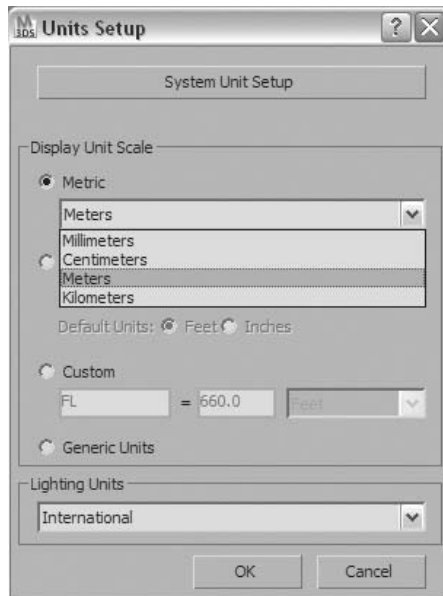 M
3DS Units Setup ? X
System Unit Setup
Display Unit Scale
Metric
Meters
Millimeters
Centimeters
Meters
Kilometers
Default Units: Feet Inches
Custom
FL = 660.0 Feet
Generic Units
Lighting Units
International
OK Cancel